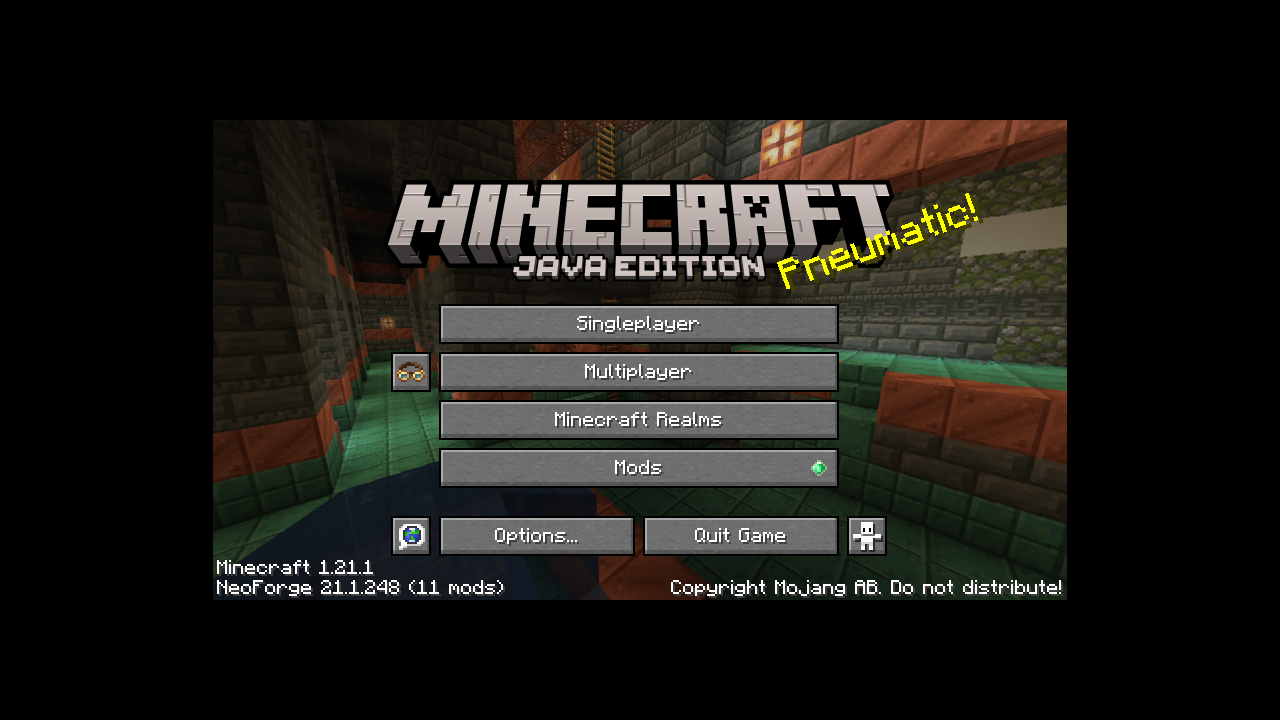 MINECRAFT
JAVA EDITION
Pneumatic!
Singleplayer
Multiplayer
Minecraft Realms
Mods
Options...
Quit Game
Minecraft 1.21.1
NeoForge 21.1.248 (11 mods)
Copyright Mojang AB. Do not distribute!